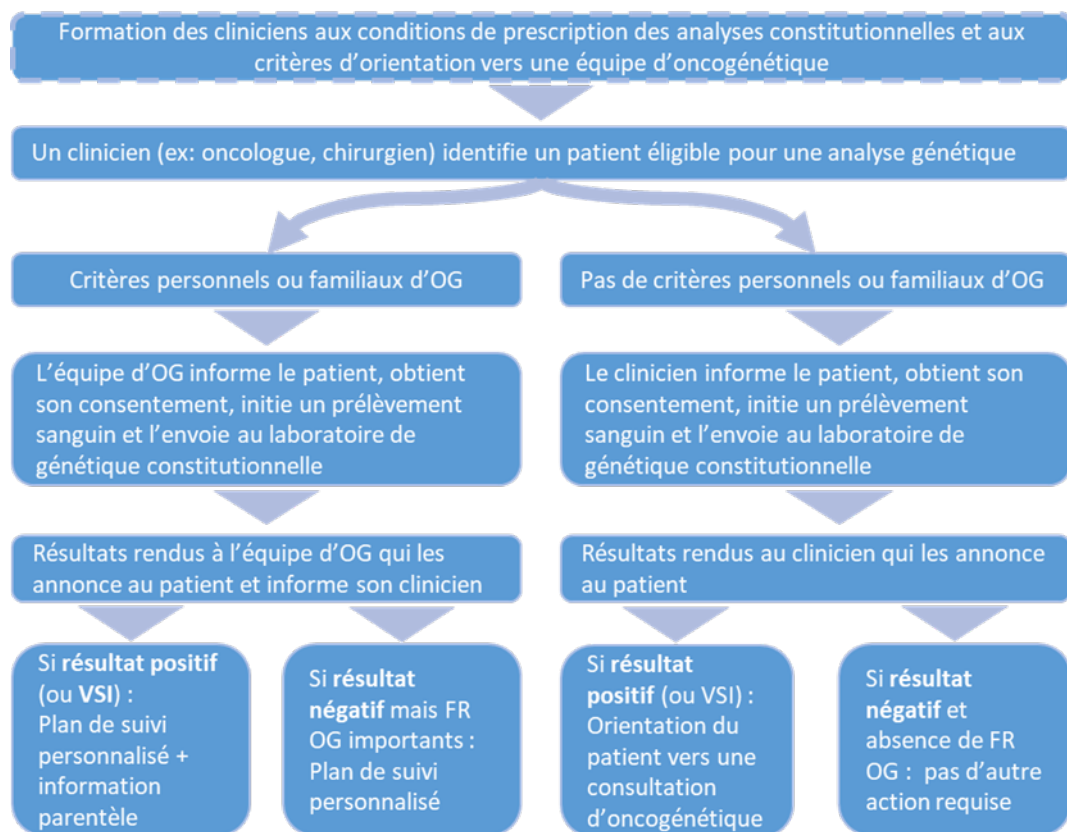 Formation des cliniciens aux conditions de prescription des analyses constitutionnelles et aux
critères d'orientation vers une équipe d'oncogénétique
Un clinicien (ex: oncologue, chirurgien) identifie un patient éligible pour une analyse génétique
Critères personnels ou familiaux d'OG
Pas de critères personnels ou familiaux d'OG
L'équipe d'OG informe le patient, obtient
son consentement, initie un prélèvement
sanguin et l'envoie au laboratoire de
génétique constitutionnelle
Le clinicien informe le patient, obtient son
consentement, initie un prélèvement
sanguin et l'envoie au laboratoire de
génétique constitutionnelle
Résultats rendus à l'équipe d'OG qui les
annonce au patient et informe son clinicien
Résultats rendus au clinicien qui les annonce
au patient
Si résultat positif
(ou VSI) :
Plan de suivi
personnalisé +
information
parentèle
Si résultat
négatif mais FR
OG importants :
Plan de suivi
personnalisé
Si résultat
positif (ou VSI) :
Orientation du
patient vers une
consultation
d'oncogénétique
Si résultat
négatif et
absence de FR
OG : pas d'autre
action requise